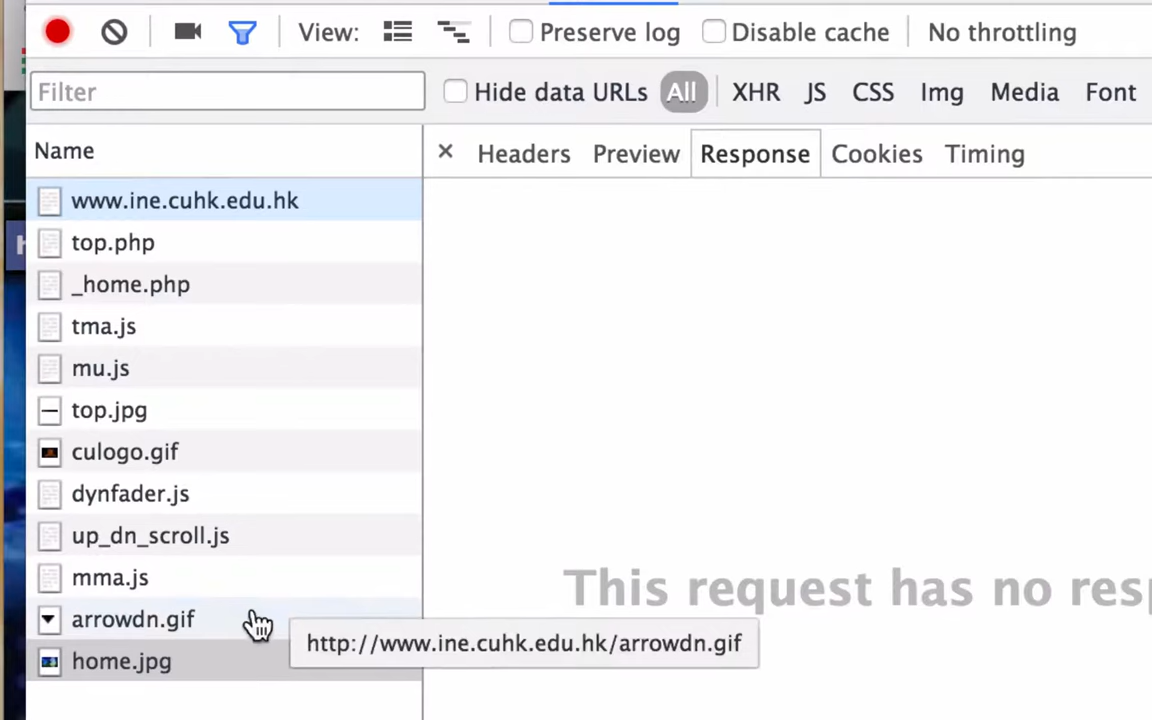 View: Preserve log Disable cache No throttling
Filter Hide data URLs All XHR JS CSS Img Media Font
Name
Headers Preview Response Cookies Timing
www.ine.cuhk.edu.hk
top.php
_home.php
tma.js
mu.js
top.jpg
culogo.gif
dynfader.js
up_dn_scroll.js
mma.js
This request has no
arrowdn.gif
http://www.ine.cuhk.edu.hk/arrowdn.gif
home.jpg